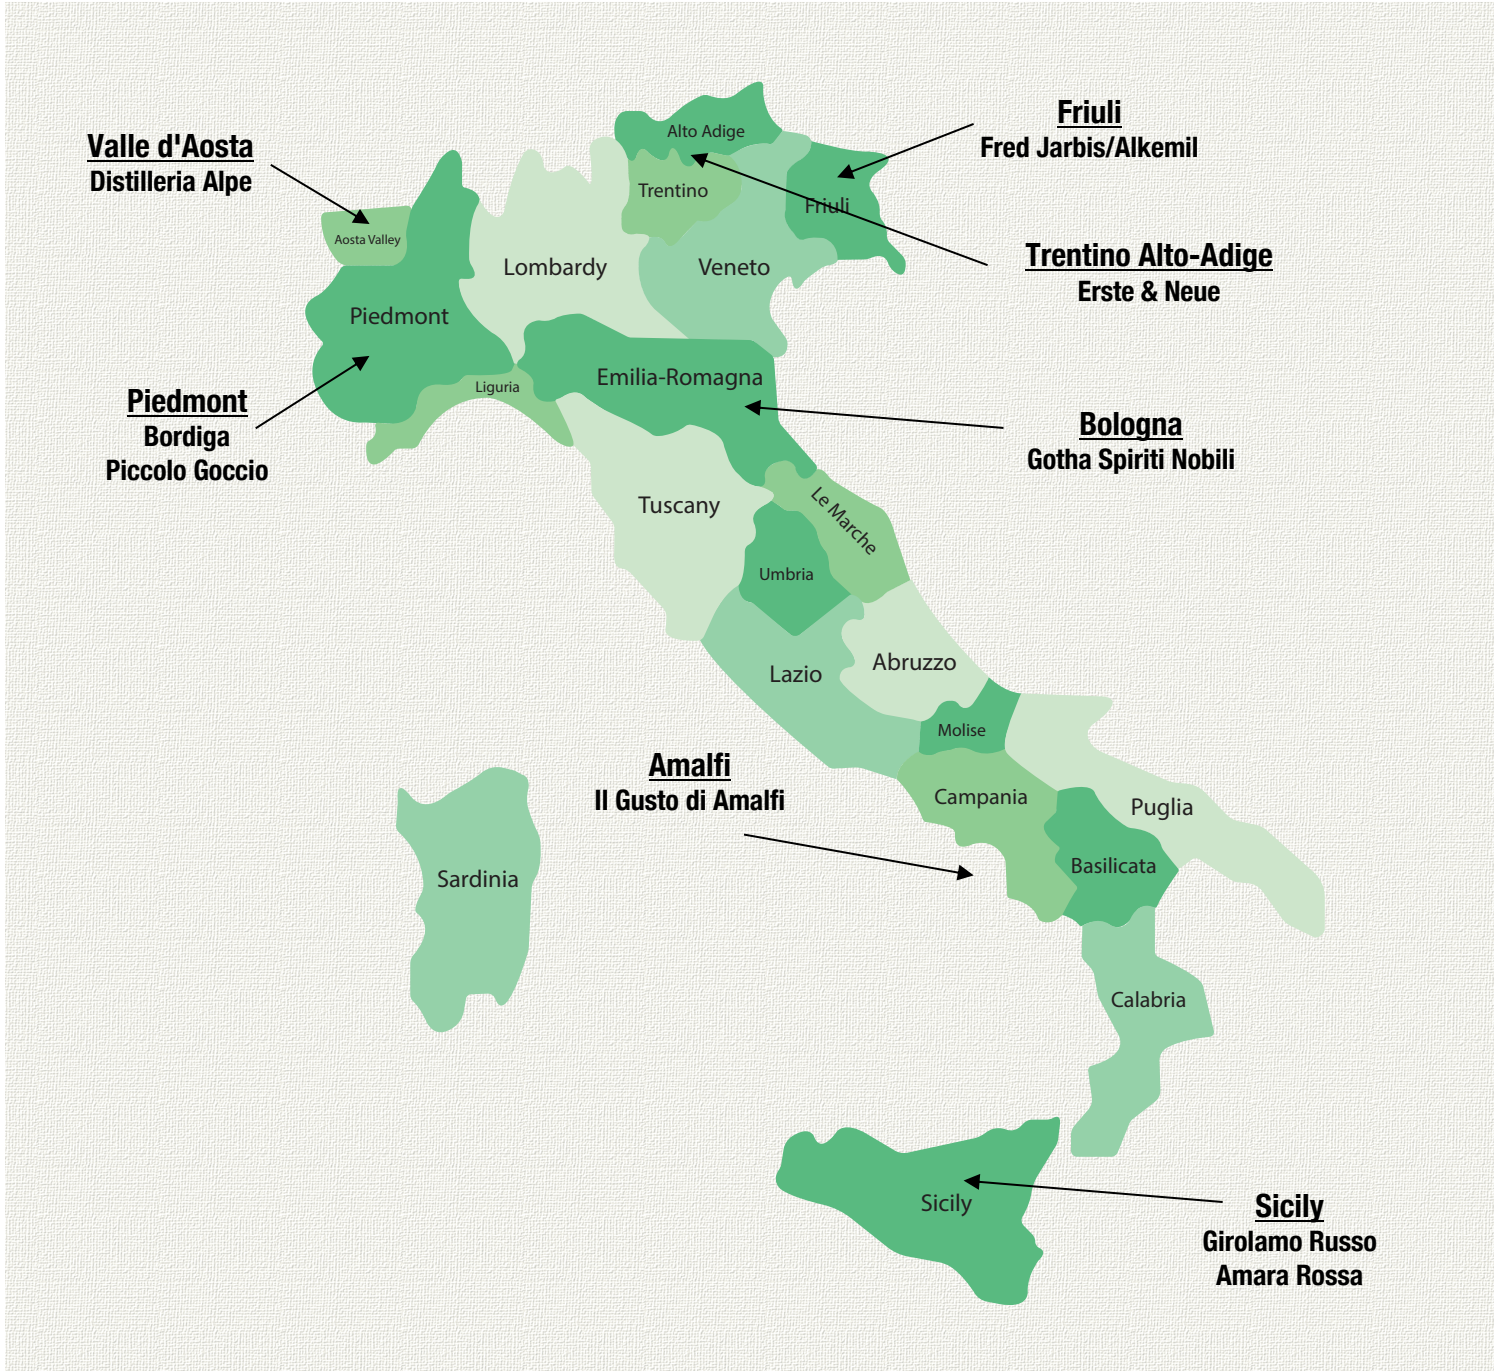 Friuli
Fred Jarbis/Alkemil
Valle d'Aosta
Distilleria Alpe
Alto Adige
Trentino
Friuli
Aosta Valley
Lombardy
Veneto
Trentino Alto-Adige
Erste & Neue
Piedmont
Emilia-Romagna
Liguria
Piedmont
Bordiga
Piccolo Goccio
Bologna
Gotha Spiriti Nobili
Tuscany
Le Marche
Umbria
Lazio
Abruzzo
Molise
Amalfi
Il Gusto di Amalfi
Campania
Puglia
Basilicata
Sardinia
Calabria
Sicily
Sicily
Girolamo Russo
Amara Rossa